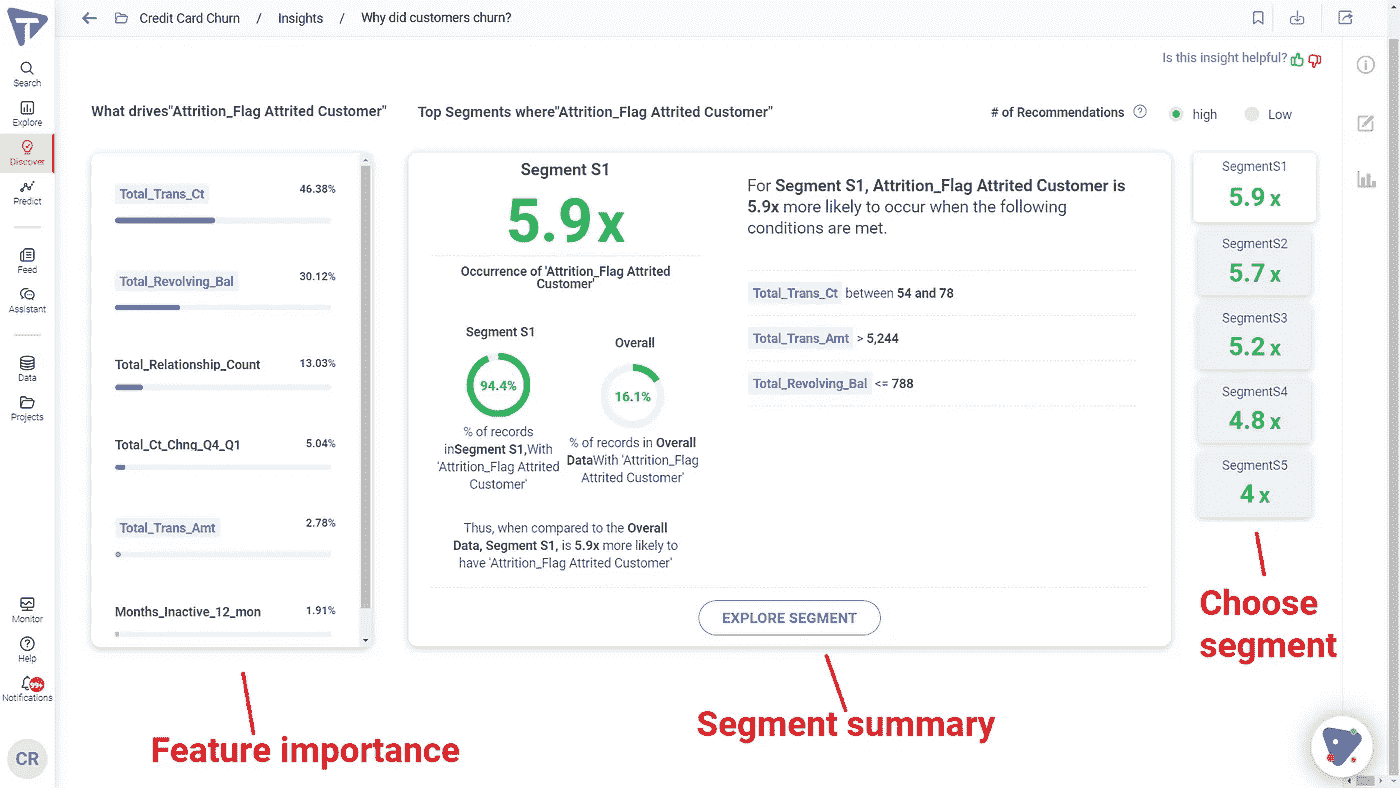 Credit Card Churn / Insights / Why did customers churn?
Is this insight helpful?
Search
Explore
Discover
Predict
Feed
Assistant
Data
Projects
Monitor
Help
99+
Notifications
CR
What drives"Attrition_Flag Attrited Customer"
Total_Trans_Ct 46.38%
Total_Revolving_Bal 30.12%
Total_Relationship_Count 13.03%
Total_Ct_Chng_Q4_Q1 5.04%
Total_Trans_Amt 2.78%
Months_Inactive_12_mon 1.91%
Feature importance
Top Segments where"Attrition_Flag Attrited Customer"
# of Recommendations ? high Low
Segment S1
5.9x
Occurrence of 'Attrition_Flag Attrited
Customer'
Segment S1
94.4%
% of records
inSegment S1,With
'Attrition_Flag Attrited
Customer'
Overall
16.1%
% of records in Overall
DataWith 'Attrition_Flag
Attrited Customer'
Thus, when compared to the Overall
Data, Segment S1, is 5.9x more likely to
have 'Attrition_Flag Attrited Customer'
For Segment S1, Attrition_Flag Attrited Customer is
5.9x more likely to occur when the following
conditions are met.
Total_Trans_Ct between 54 and 78
Total_Trans_Amt > 5,244
Total_Revolving_Bal <= 788
EXPLORE SEGMENT
Segment summary
SegmentS1
5.9 x
SegmentS2
5.7 x
SegmentS3
5.2 x
SegmentS4
4.8 x
SegmentS5
4 x
Choose
segment